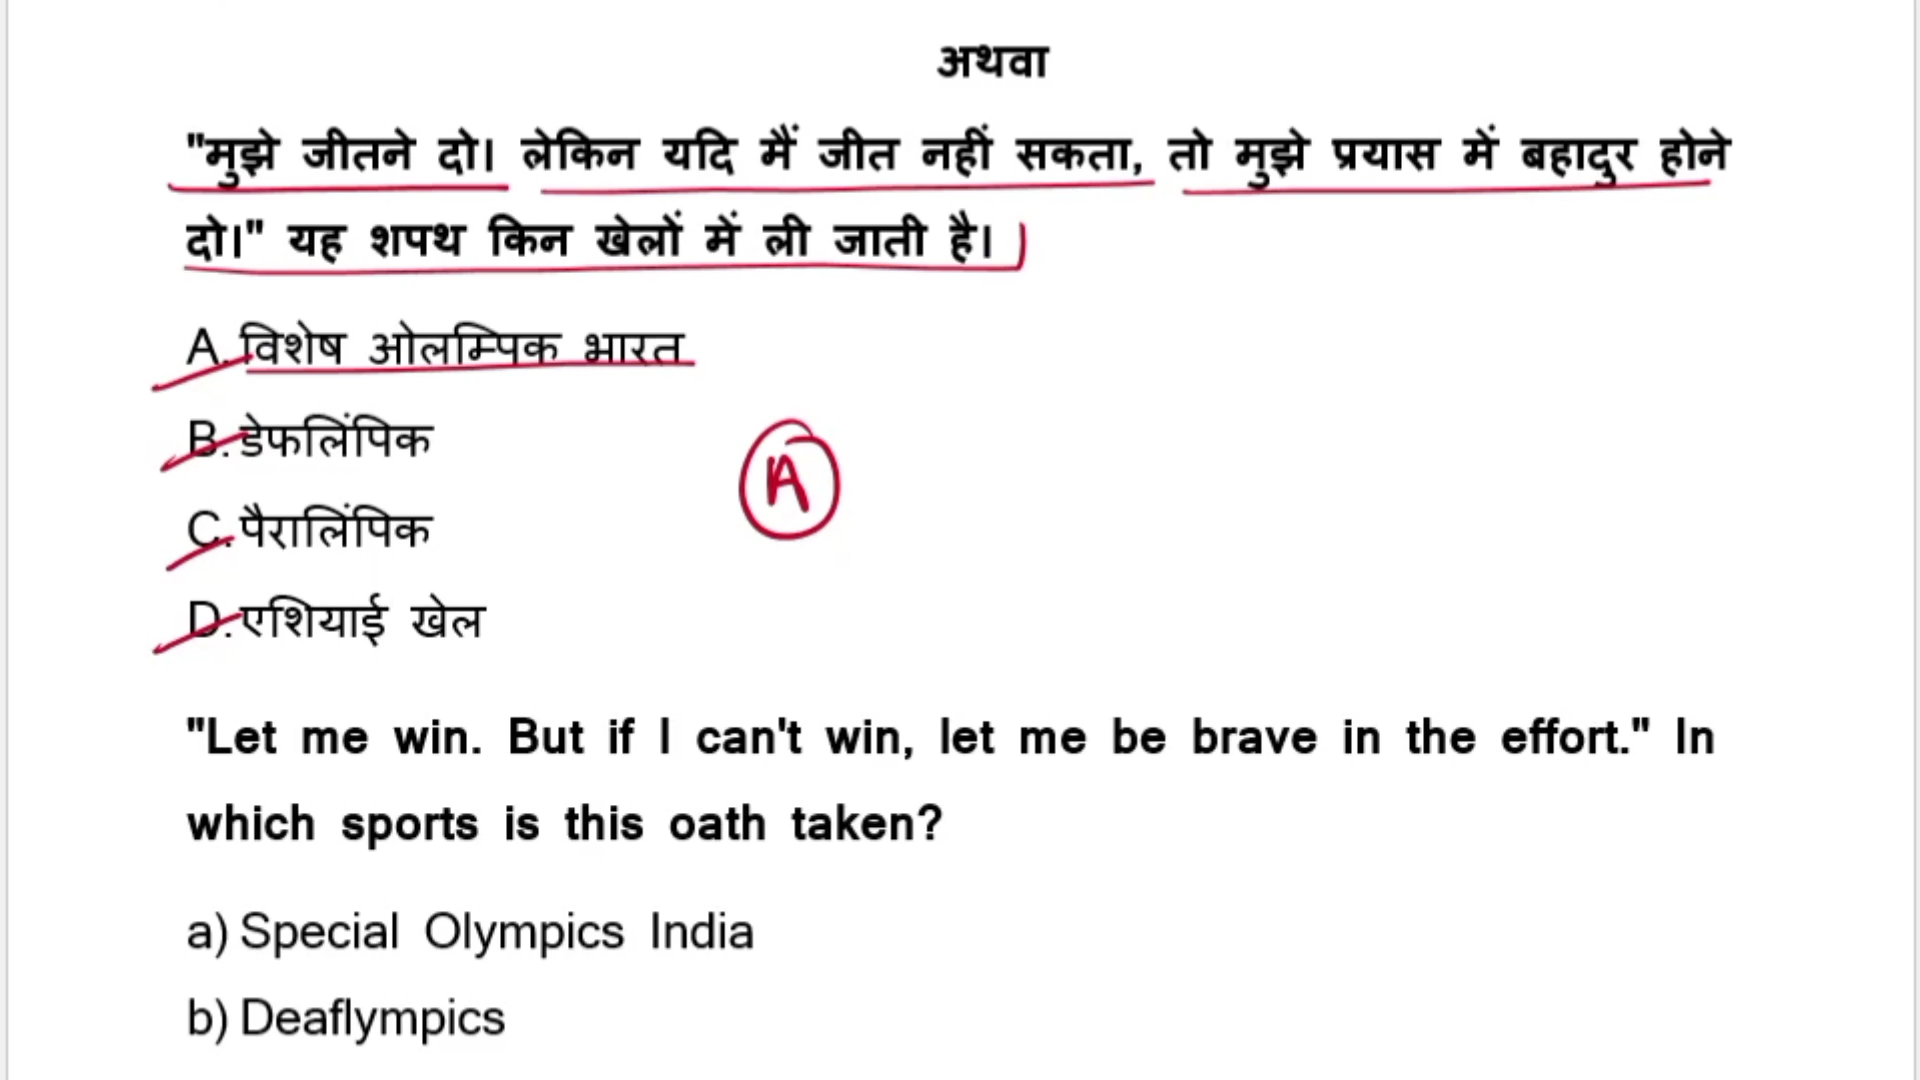 अथवा
"मुझे जीतने दो। लेकिन यदि मैं जीत नहीं सकता, तो मुझे प्रयास में बहादुर होने
दो।" यह शपथ किन खेलों में ली जाती है।
A. विशेष ओलम्पिक भारत
B. डेफलिंपिक
A
C. पैरालिंपिक
D. एशियाई खेल
"Let me win. But if I can't win, let me be brave in the effort." In
which sports is this oath taken?
a) Special Olympics India
b) Deaflympics